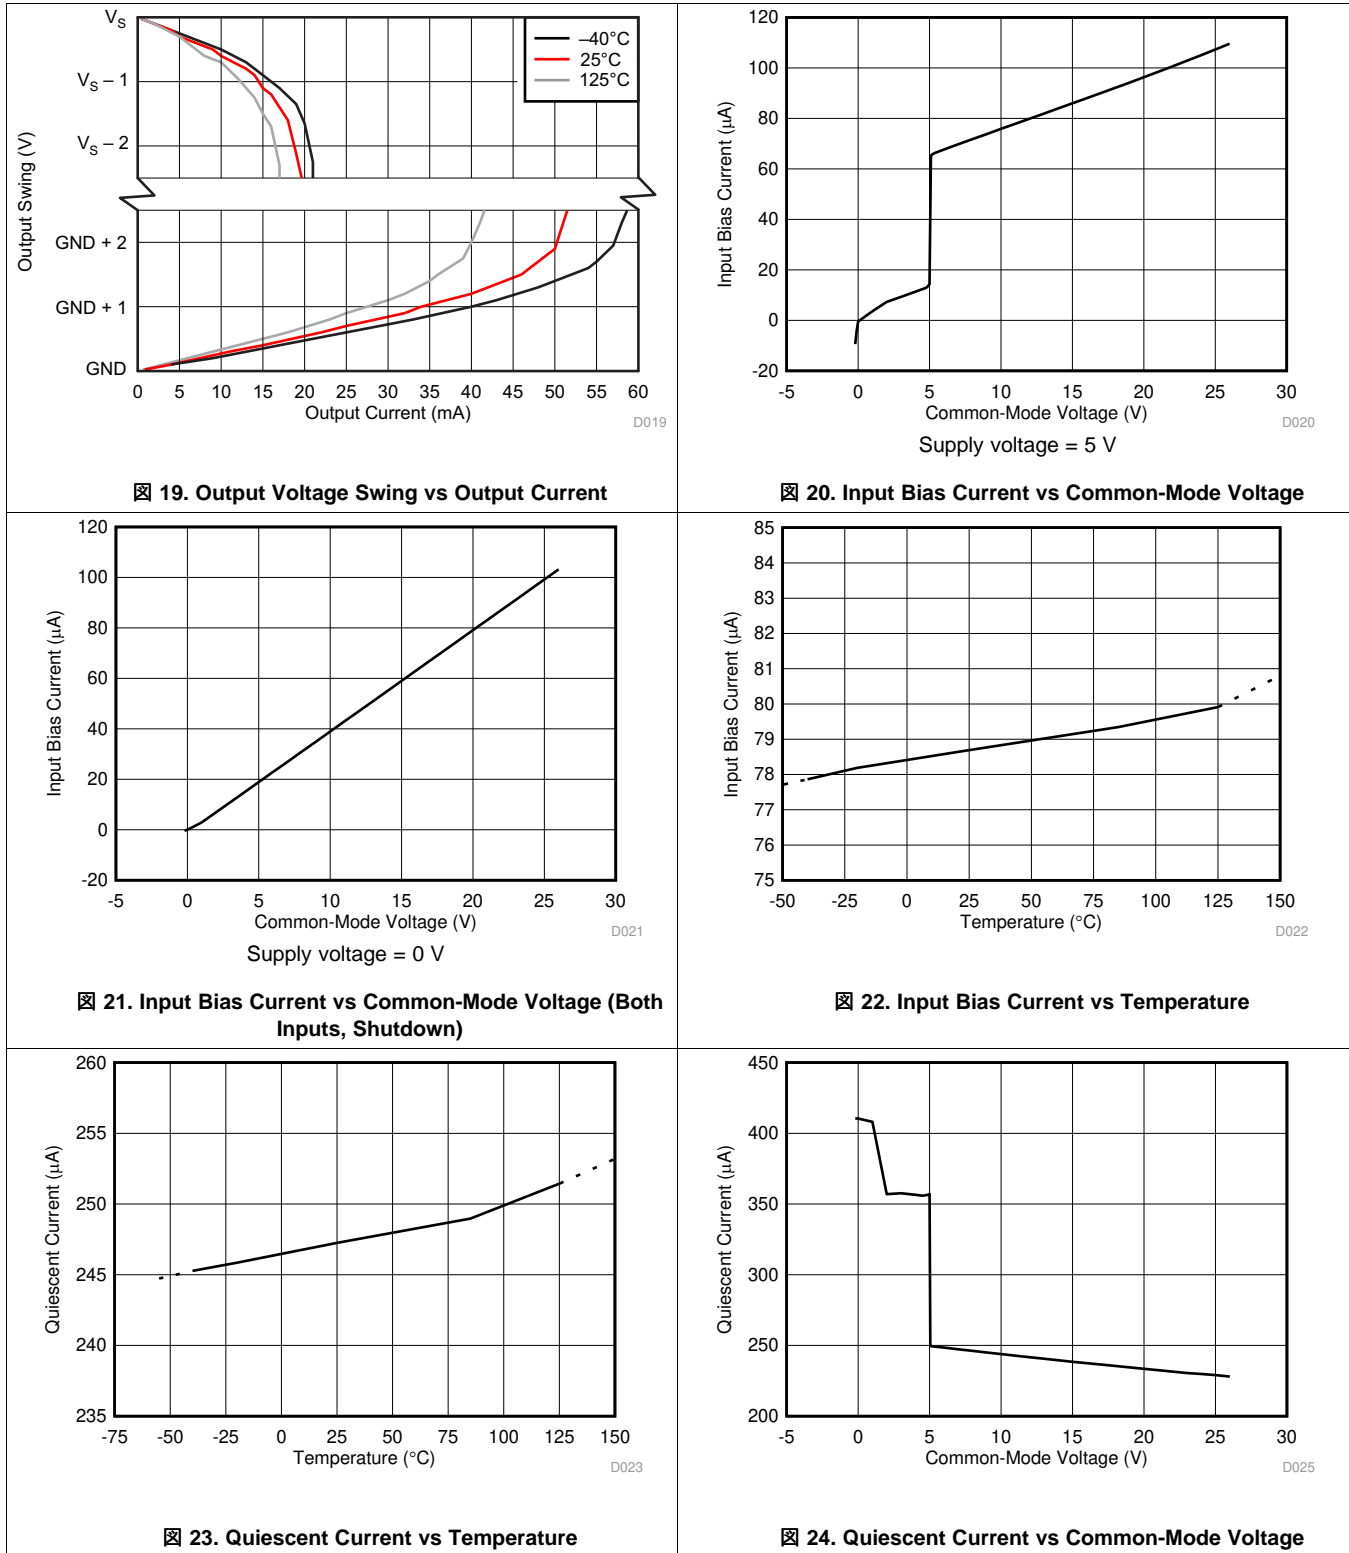 V_S
V_S – 1
V_S – 2
GND + 2
GND + 1
GND
Output Swing (V)
–40°C
25°C
125°C
0 5 10 15 20 25 30 35 40 45 50 55 60
Output Current (mA)
D019
図 19. Output Voltage Swing vs Output Current
120
100
80
60
40
20
0
-20
Input Bias Current (μA)
-5 0 5 10 15 20 25 30
Common-Mode Voltage (V)
D020
Supply voltage = 5 V
図 20. Input Bias Current vs Common-Mode Voltage
120
100
80
60
40
20
0
-20
Input Bias Current (μA)
-5 0 5 10 15 20 25 30
Common-Mode Voltage (V)
D021
Supply voltage = 0 V
図 21. Input Bias Current vs Common-Mode Voltage (Both
Inputs, Shutdown)
85
84
83
82
81
80
79
78
77
76
75
Input Bias Current (μA)
-50 -25 0 25 50 75 100 125 150
Temperature (°C)
D022
図 22. Input Bias Current vs Temperature
260
255
250
245
240
235
Quiescent Current (μA)
-75 -50 -25 0 25 50 75 100 125 150
Temperature (°C)
D023
図 23. Quiescent Current vs Temperature
450
400
350
300
250
200
Quiescent Current (μA)
-5 0 5 10 15 20 25 30
Common-Mode Voltage (V)
D025
図 24. Quiescent Current vs Common-Mode Voltage